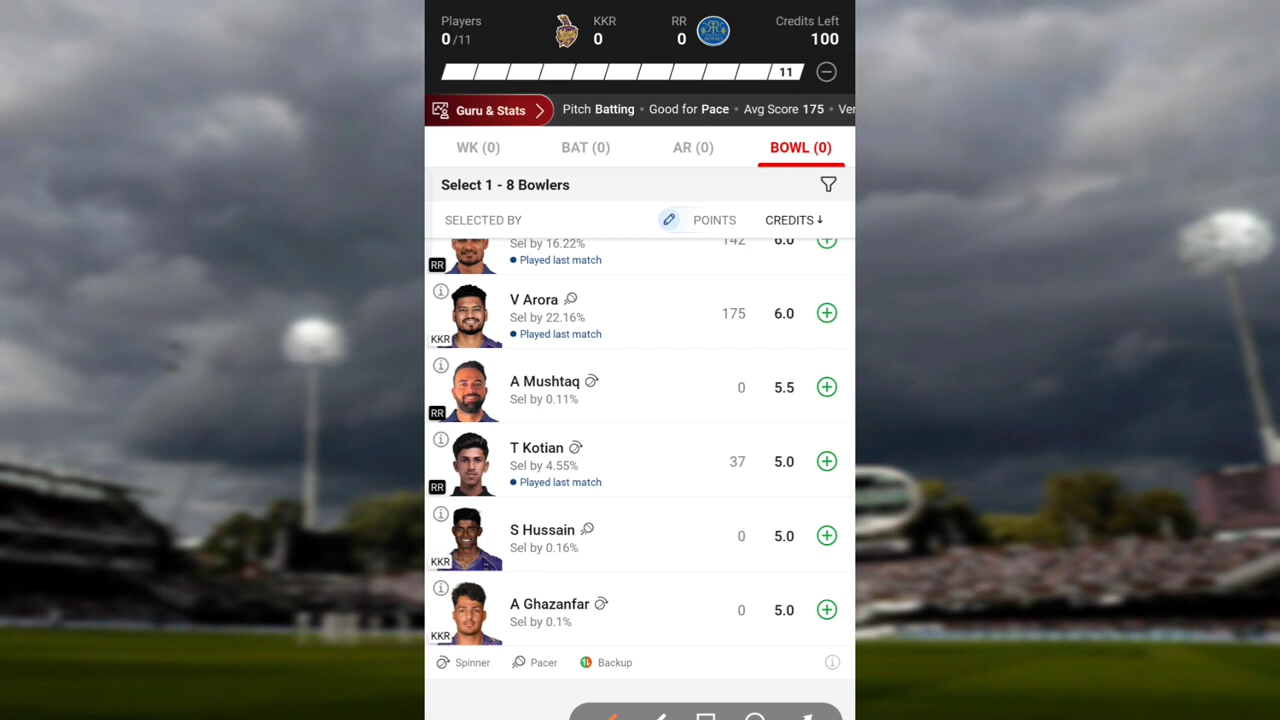 Players KKR RR Credits Left
0/11 0 0 100
11
Guru & Stats Pitch Batting • Good for Pace • Avg Score 175 •
WK (0) BAT (0) AR (0) BOWL (0)
Select 1 - 8 Bowlers
SELECTED BY POINTS CREDITS↓
Sel by 16.22% 142 6.0
RR • Played last match
V Arora
Sel by 22.16% 175 6.0
KKR • Played last match
A Mushtaq
Sel by 0.11% 0 5.5
RR
T Kotian
Sel by 4.55% 37 5.0
RR • Played last match
S Hussain
Sel by 0.16% 0 5.0
KKR
A Ghazanfar
Sel by 0.1% 0 5.0
KKR
Spinner Pacer Backup